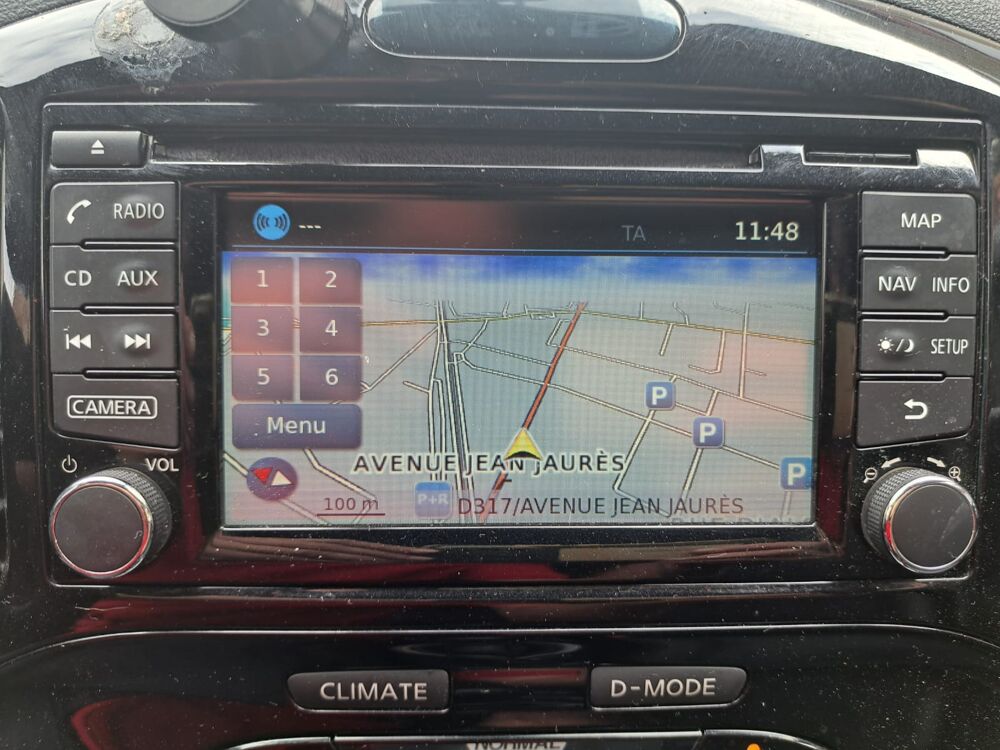 --- TA 11:48
RADIO
CD AUX
CAMERA
VOL
1 2
3 4
5 6
Menu
P
P
P
AVENUE JEAN JAURÈS
100 m
P+R
D317/AVENUE JEAN JAURÈS
MAP
NAV INFO
SETUP
CLIMATE
D-MODE
NORMAL